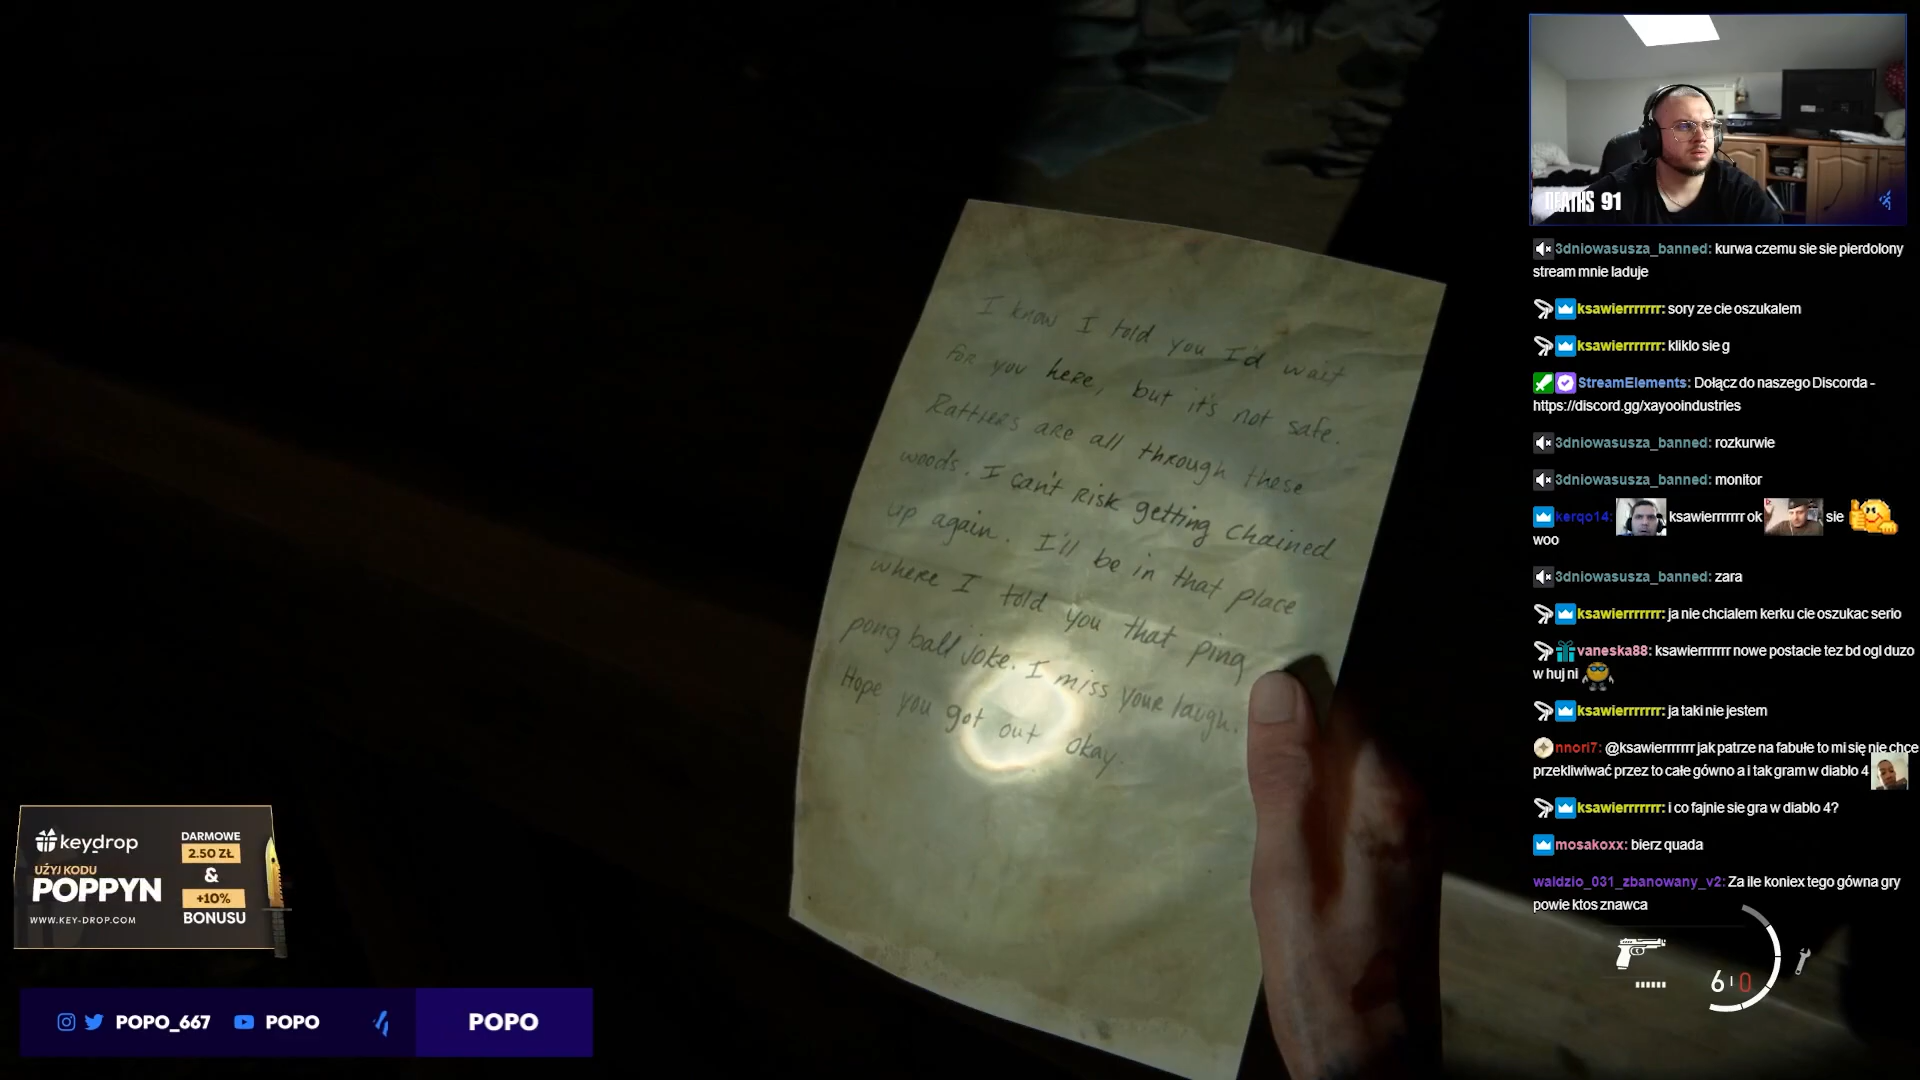 I know I told you I'd wait
for you here, but it's not safe.
Rattlers are all through these
woods. I can't risk getting chained
up again. I'll be in that place
where I told you that ping
pong ball joke. I miss your laugh.
Hope you got out okay.
DEATHS 91
3dniowasusza_banned: kurwa czemu sie sie pierdolony
stream mnie laduje
ksawierrrrrrr: sory ze cie oszukalem
ksawierrrrrrr: kliklo sie g
StreamElements: Dołącz do naszego Discorda -
https://discord.gg/xayooindustries
3dniowasusza_banned: rozkurwie
3dniowasusza_banned: monitor
kerqo14: ksawierrrrrrr ok sie
woo
3dniowasusza_banned: zara
ksawierrrrrrr: ja nie chcialem kerku cie oszukac serio
vaneska88: ksawierrrrrrr nowe postacie tez bd ogl duzo
w huj ni
ksawierrrrrrr: ja taki nie jestem
nnori7: @ksawierrrrrrr jak patrze na fabułe to mi się nie chce
przekliwiwać przez to całe gówno a i tak gram w diablo 4
ksawierrrrrrr: i co fajnie sie gra w diablo 4?
mosakoxx: bierz quada
waldzio_031_zbanowany_v2: Za ile koniex tego gówna gry
powie ktos znawca
6 0
keydrop
UŻYJ KODU
POPPYN
WWW.KEY-DROP.COM
DARMOWE
2.50 ZŁ
&
+10%
BONUSU
POPO_667
POPO
POPO